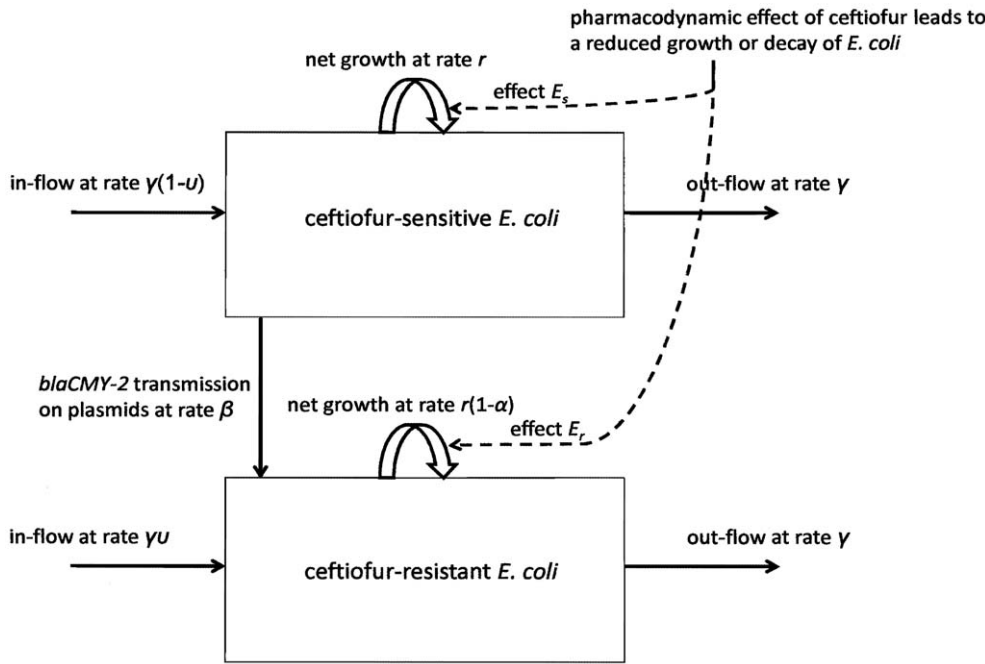 pharmacodynamic effect of ceftiofur leads to
a reduced growth or decay of E. coli
net growth at rate r
effect Eₛ
in-flow at rate γ(1-υ)
out-flow at rate γ
ceftiofur-sensitive E. coli
blaCMY-2 transmission
on plasmids at rate β
net growth at rate r(1-α)
effect Eᵣ
in-flow at rate γυ
out-flow at rate γ
ceftiofur-resistant E. coli